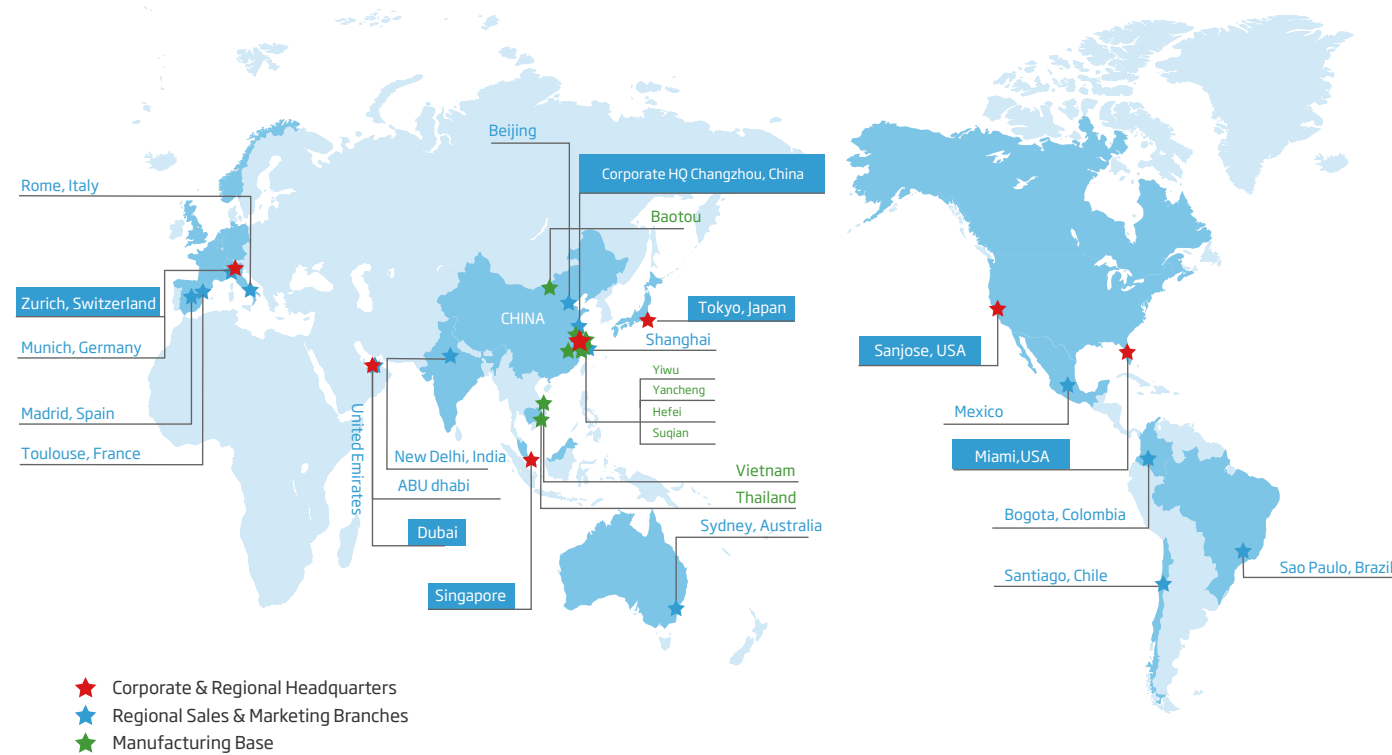 Beijing
Corporate HQ Changzhou, China
Rome, Italy
Baotou
Zurich, Switzerland
CHINA
Tokyo, Japan
Munich, Germany
Shanghai
Sanjose, USA
Yiwu
Yancheng
Hefei
Suqian
Madrid, Spain
Mexico
Toulouse, France
United Emirates
New Delhi, India
Miami,USA
Vietnam
ABU dhabi
Thailand
Bogota, Colombia
Dubai
Sydney, Australia
Sao Paulo, Brazil
Santiago, Chile
Singapore
Corporate & Regional Headquarters
Regional Sales & Marketing Branches
Manufacturing Base